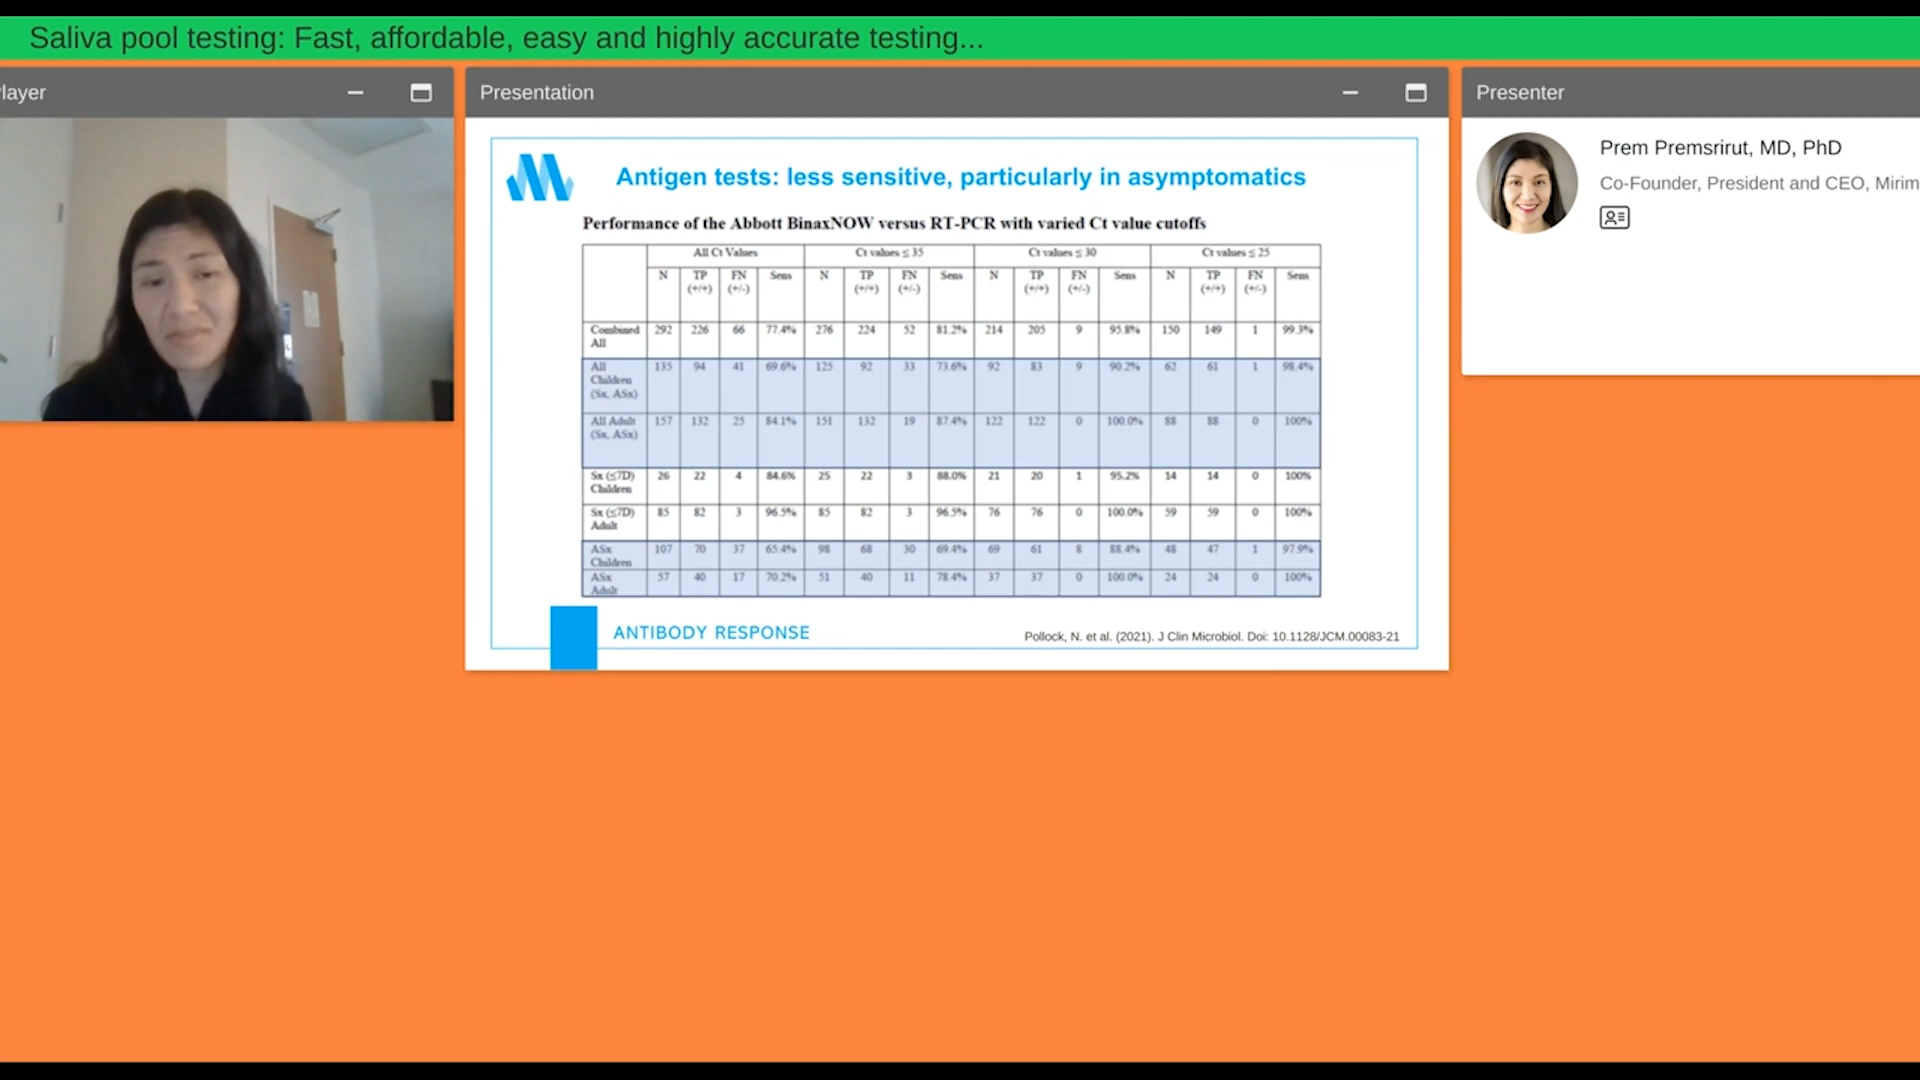 Saliva pool testing: Fast, affordable, easy and highly accurate testing...
layer
Presentation
Presenter
Prem Premsrirut, MD, PhD
Co-Founder, President and CEO, Mirim
Antigen tests: less sensitive, particularly in asymptomatics
Performance of the Abbott BinaxNOW versus RT-PCR with varied Ct value cutoffs
All Ct Values Ct values ≤ 35 Ct values ≤ 30 Ct values ≤ 25
N TP (+/+) FN (+/-) Sens N TP (+/+) FN (+/-) Sens N TP (+/+) FN (+/-) Sens N TP (+/+) FN (+/-) Sens
Combined All 292 226 66 77.4% 276 224 52 81.2% 214 205 9 95.8% 150 149 1 99.3%
All Children (Sx, ASx) 135 94 41 69.6% 125 92 33 73.6% 92 83 9 90.2% 62 61 1 98.4%
All Adult (Sx, ASx) 157 132 25 84.1% 151 132 19 87.4% 122 122 0 100.0% 88 88 0 100%
Sx (≤7D) Children 26 22 4 84.6% 25 22 3 88.0% 21 20 1 95.2% 14 14 0 100%
Sx (≤7D) Adult 85 82 3 96.5% 85 82 3 96.5% 76 76 0 100.0% 59 59 0 100%
ASx Children 107 70 37 65.4% 98 68 30 69.4% 69 61 8 88.4% 48 47 1 97.9%
ASx Adult 57 40 17 70.2% 51 40 11 78.4% 37 37 0 100.0% 24 24 0 100%
ANTIBODY RESPONSE
Pollock, N. et al. (2021). J Clin Microbiol. Doi: 10.1128/JCM.00083-21